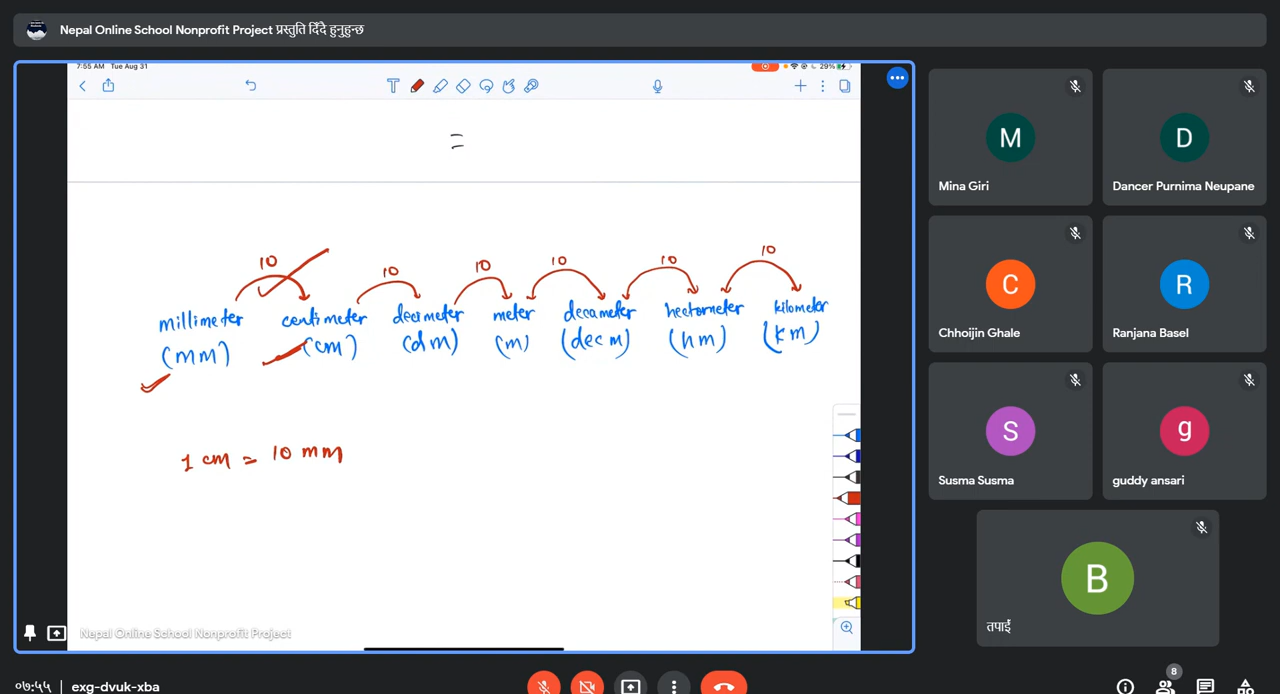 Nepal Online School Nonprofit Project प्रस्तुति दिँदै हुनुहुन्छ
7:55 AM Tue Aug 31
29%
T
=
10 10 10 10 10 10
millimeter centimeter decimeter meter decameter hectometer kilometer
(mm) (cm) (dm) (m) (decm) (hm) (km)
1 cm = 10 mm
Nepal Online School Nonprofit Project
M
Mina Giri
D
Dancer Purnima Neupane
C
Chhoijin Ghale
R
Ranjana Basel
S
Susma Susma
g
guddy ansari
B
तपाईं
०७:५५ | exg-dvuk-xba
8